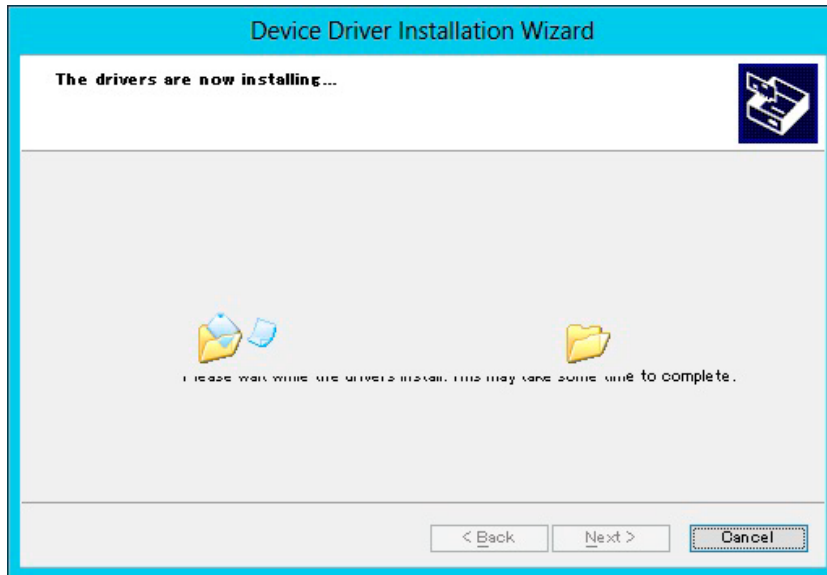 Device Driver Installation Wizard
The drivers are now installing...
Please wait while the drivers install. This may take some time to complete.
< Back
Next >
Cancel